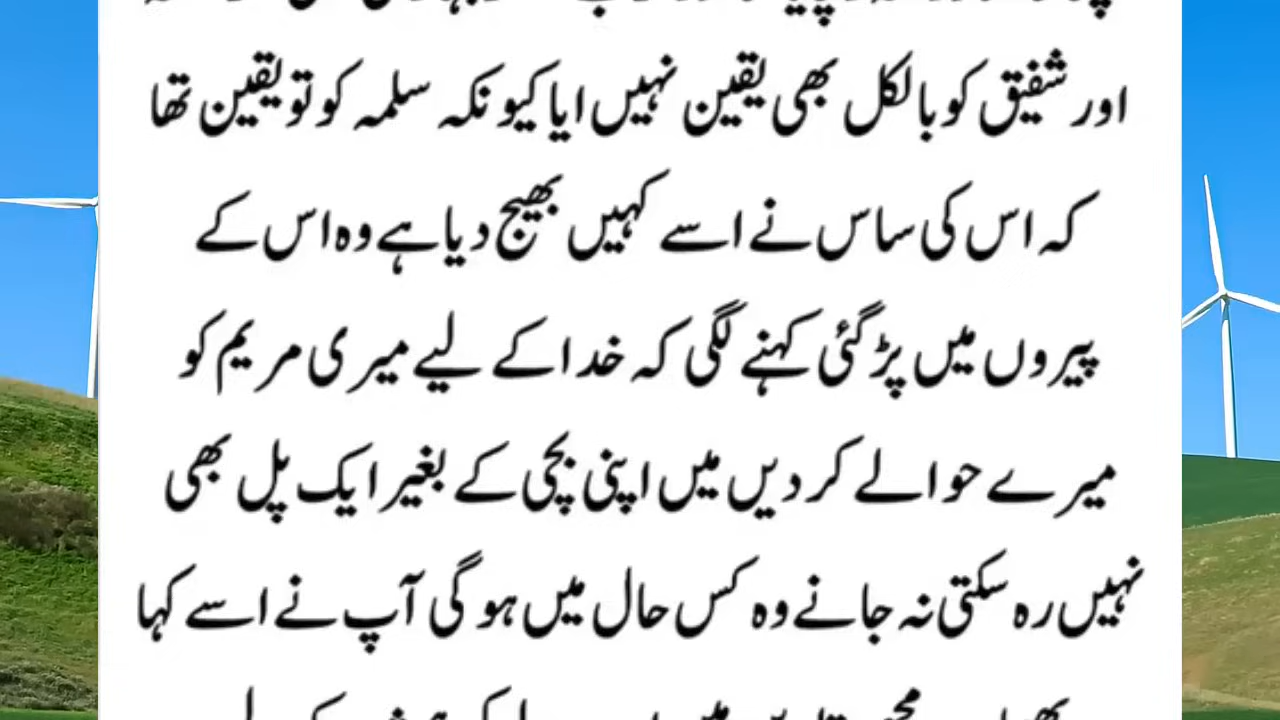 اور شفیق کو بالکل بھی یقین نہیں ایا کیونکہ سلمہ کو تو یقین تھا
کہ اس کی ساس نے اسے کہیں بھیج دیا ہے وہ اس کے
پیروں میں پڑ گئی کہنے لگی کہ خدا کے لیے میری مریم کو
میرے حوالے کر دیں میں اپنی بچی کے بغیر ایک پل بھی
نہیں رہ سکتی نہ جانے وہ کس حال میں ہو گی آپ نے اسے کہا